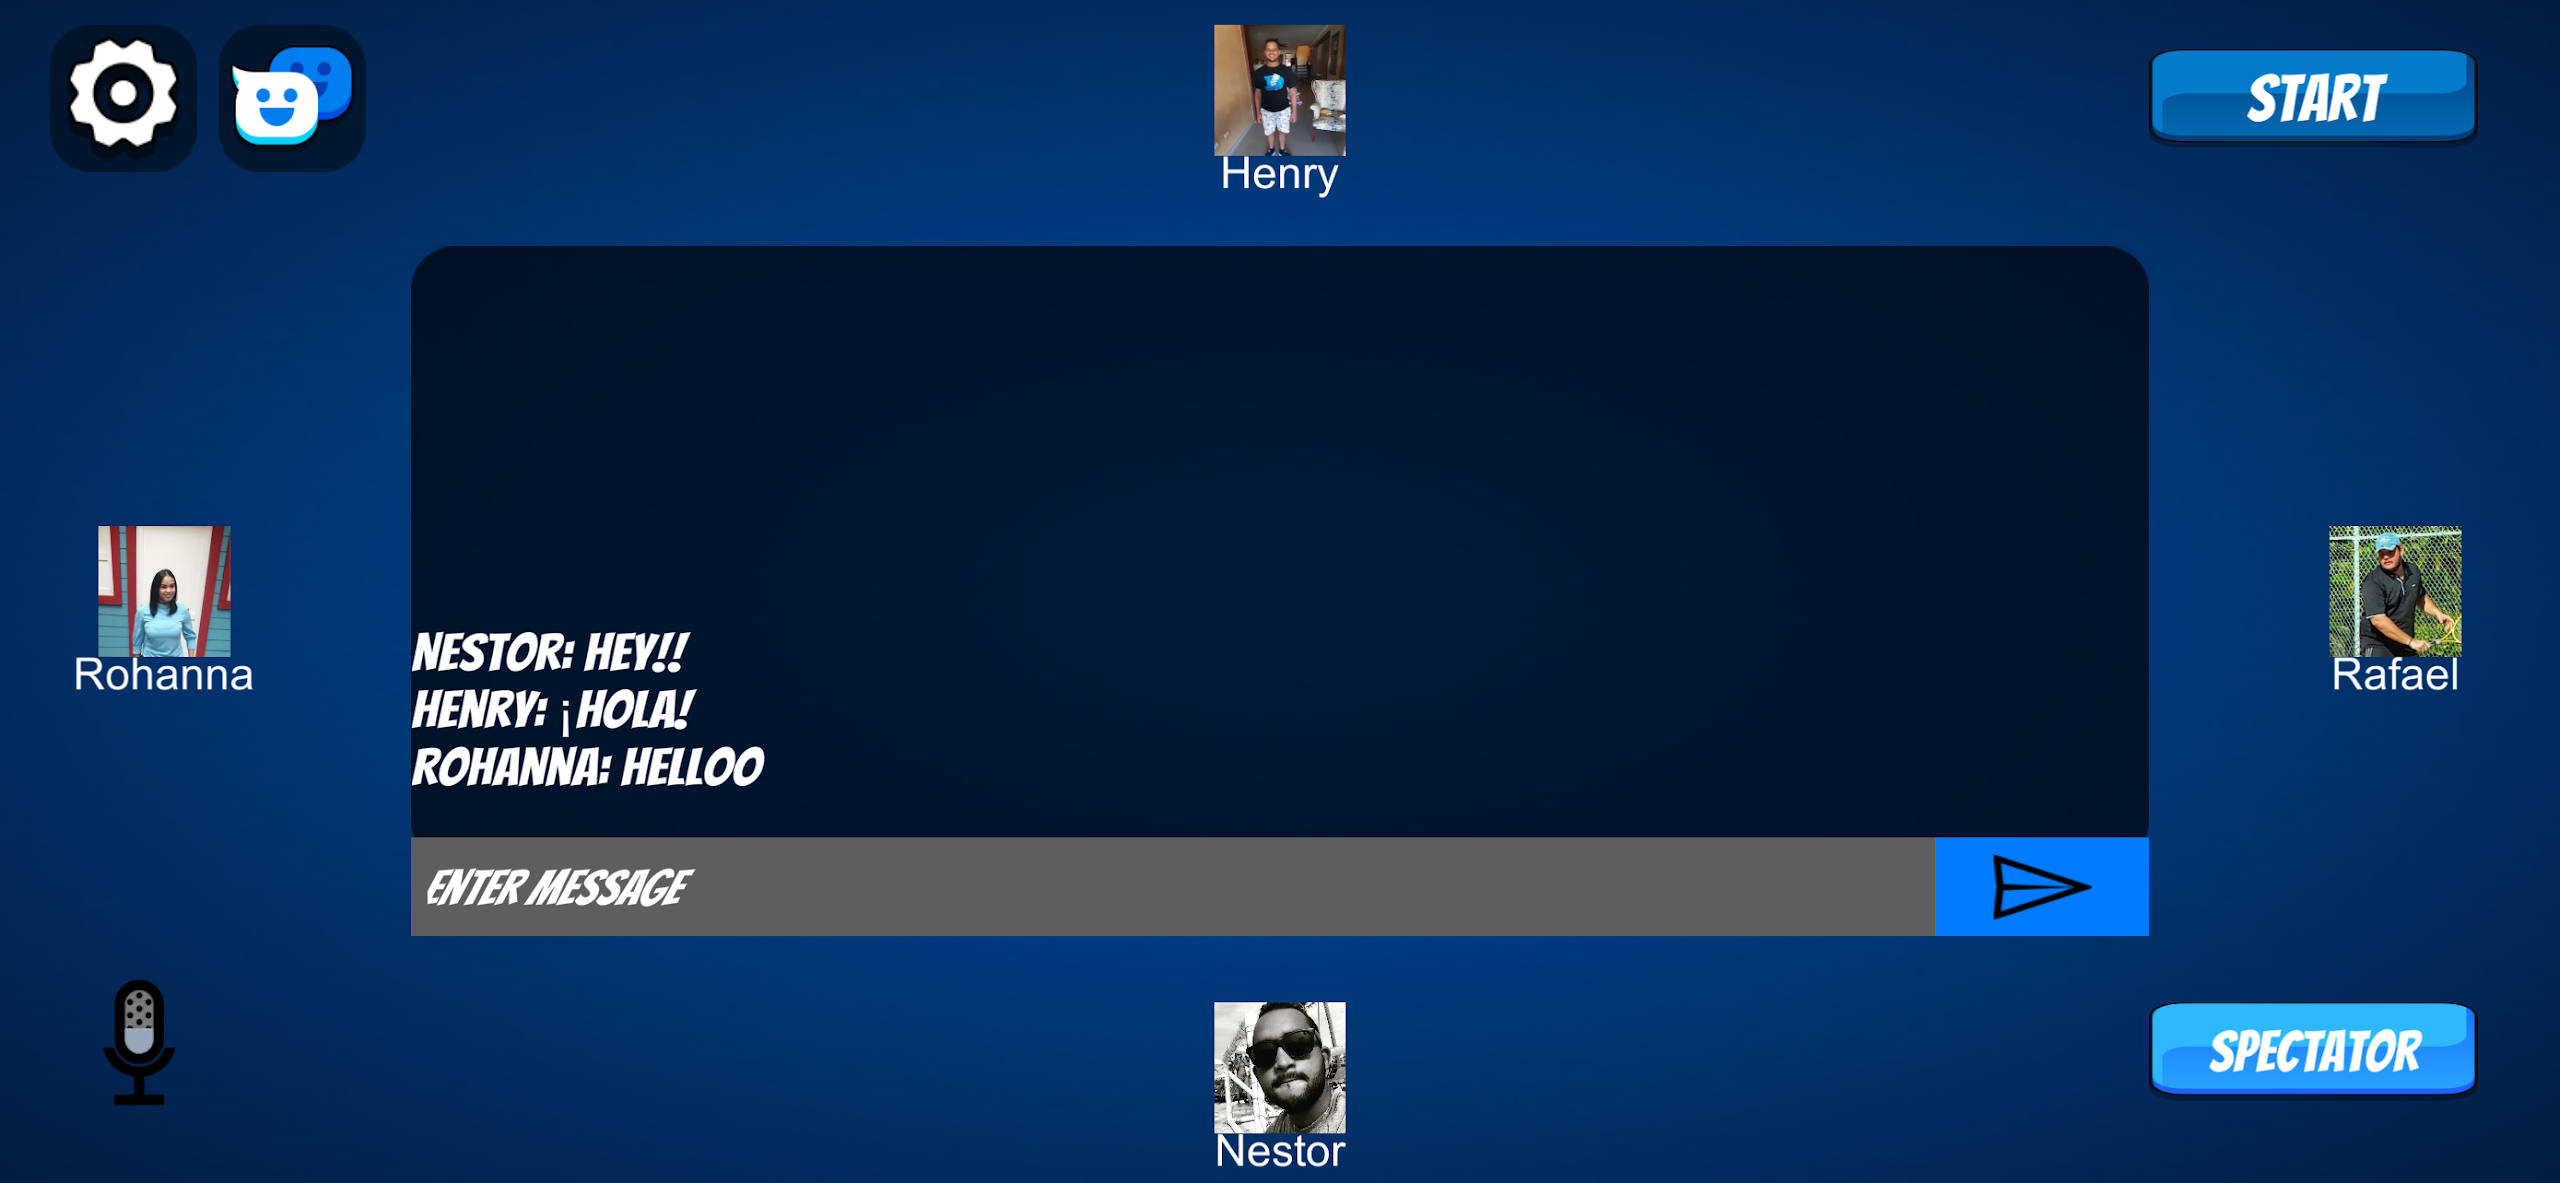 Henry
START
Rohanna
Rafael
NESTOR: HEY!!
HENRY: ¡HOLA!
ROHANNA: HELLOO
ENTER MESSAGE
Nestor
SPECTATOR